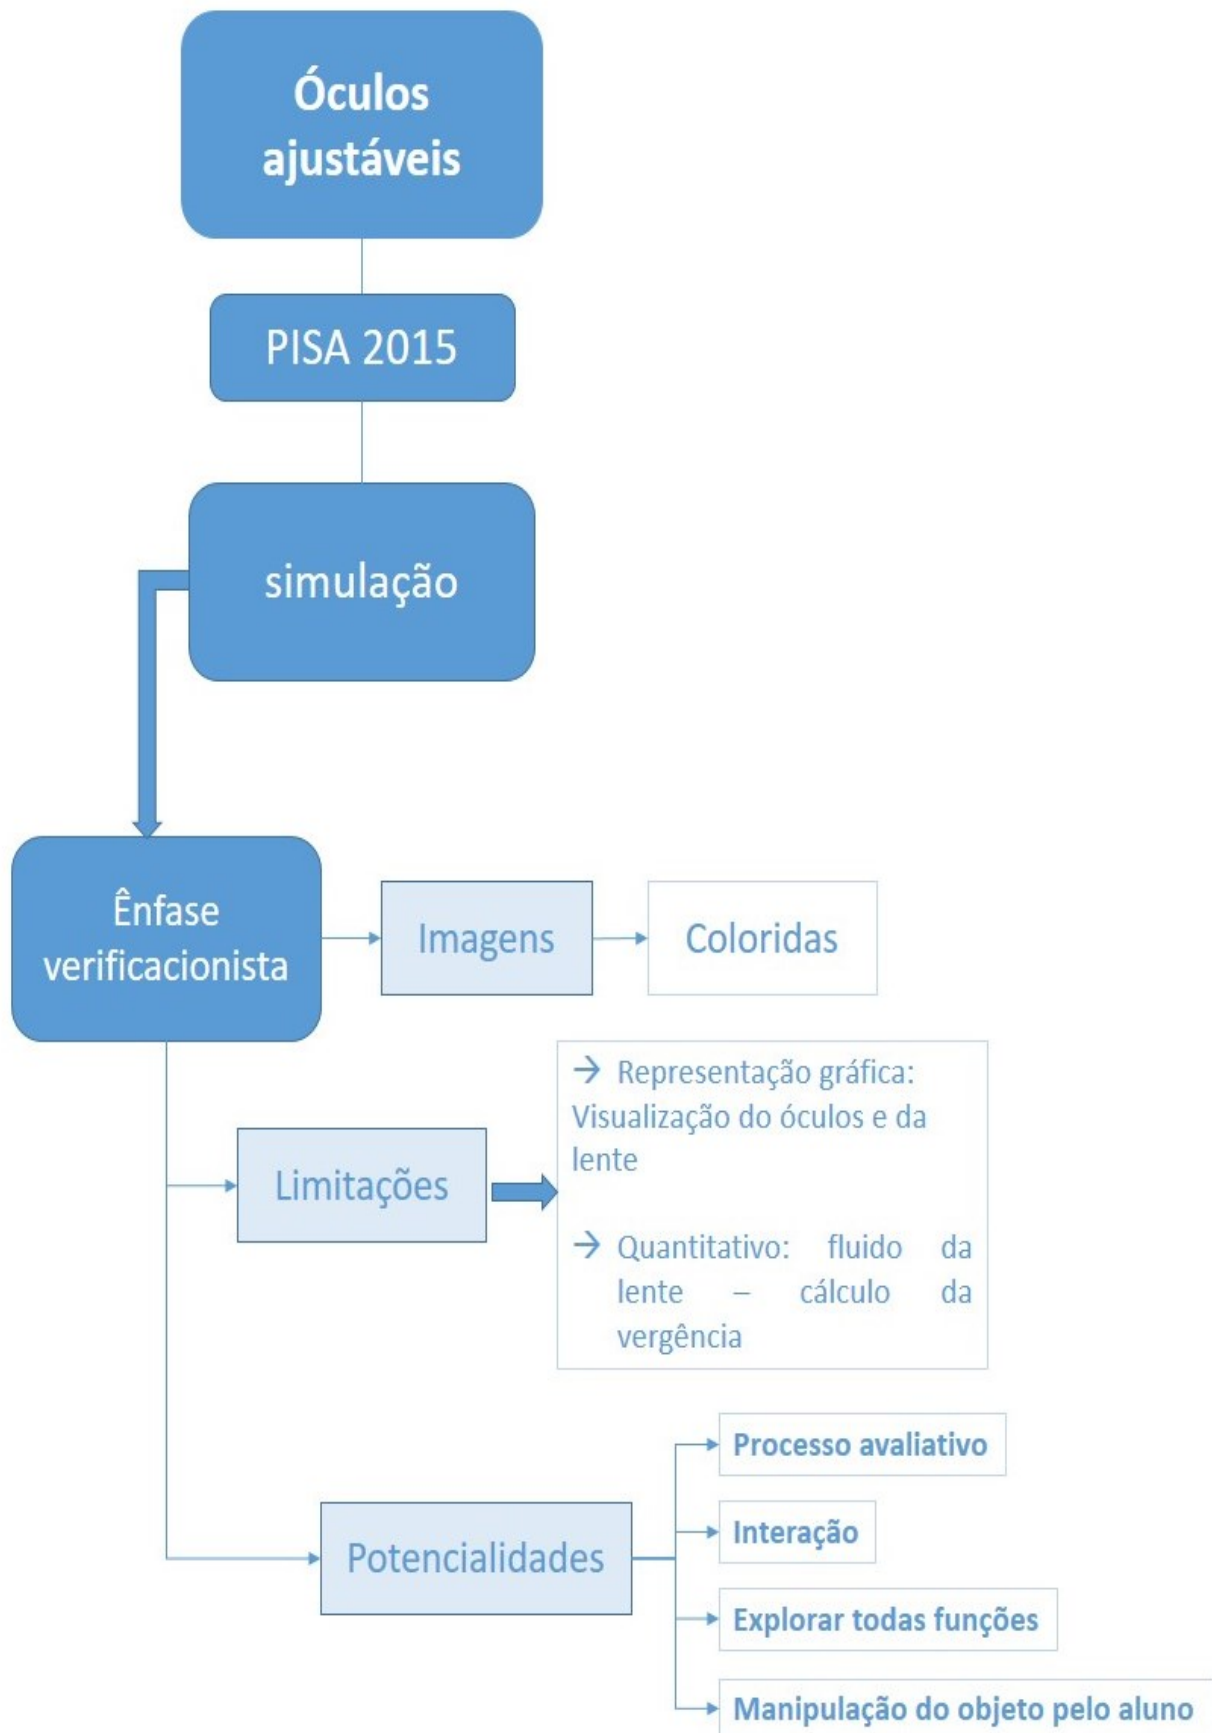 Óculos
ajustáveis
PISA 2015
simulação
Ênfase
verificacionista
Imagens
Coloridas
→ Representação gráfica:
Visualização do óculos e da
lente
Limitações
→ Quantitativo: fluido da
lente – cálculo da
vergência
Processo avaliativo
Interação
Potencialidades
Explorar todas funções
Manipulação do objeto pelo aluno